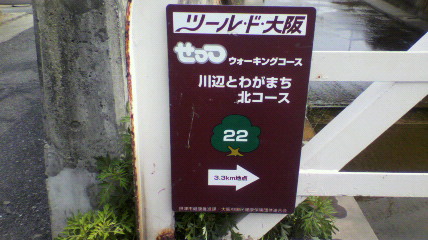 ツール・ド・大阪
せっつ ウォーキングコース
川辺とわがまち
北コース
22
3.3km地点